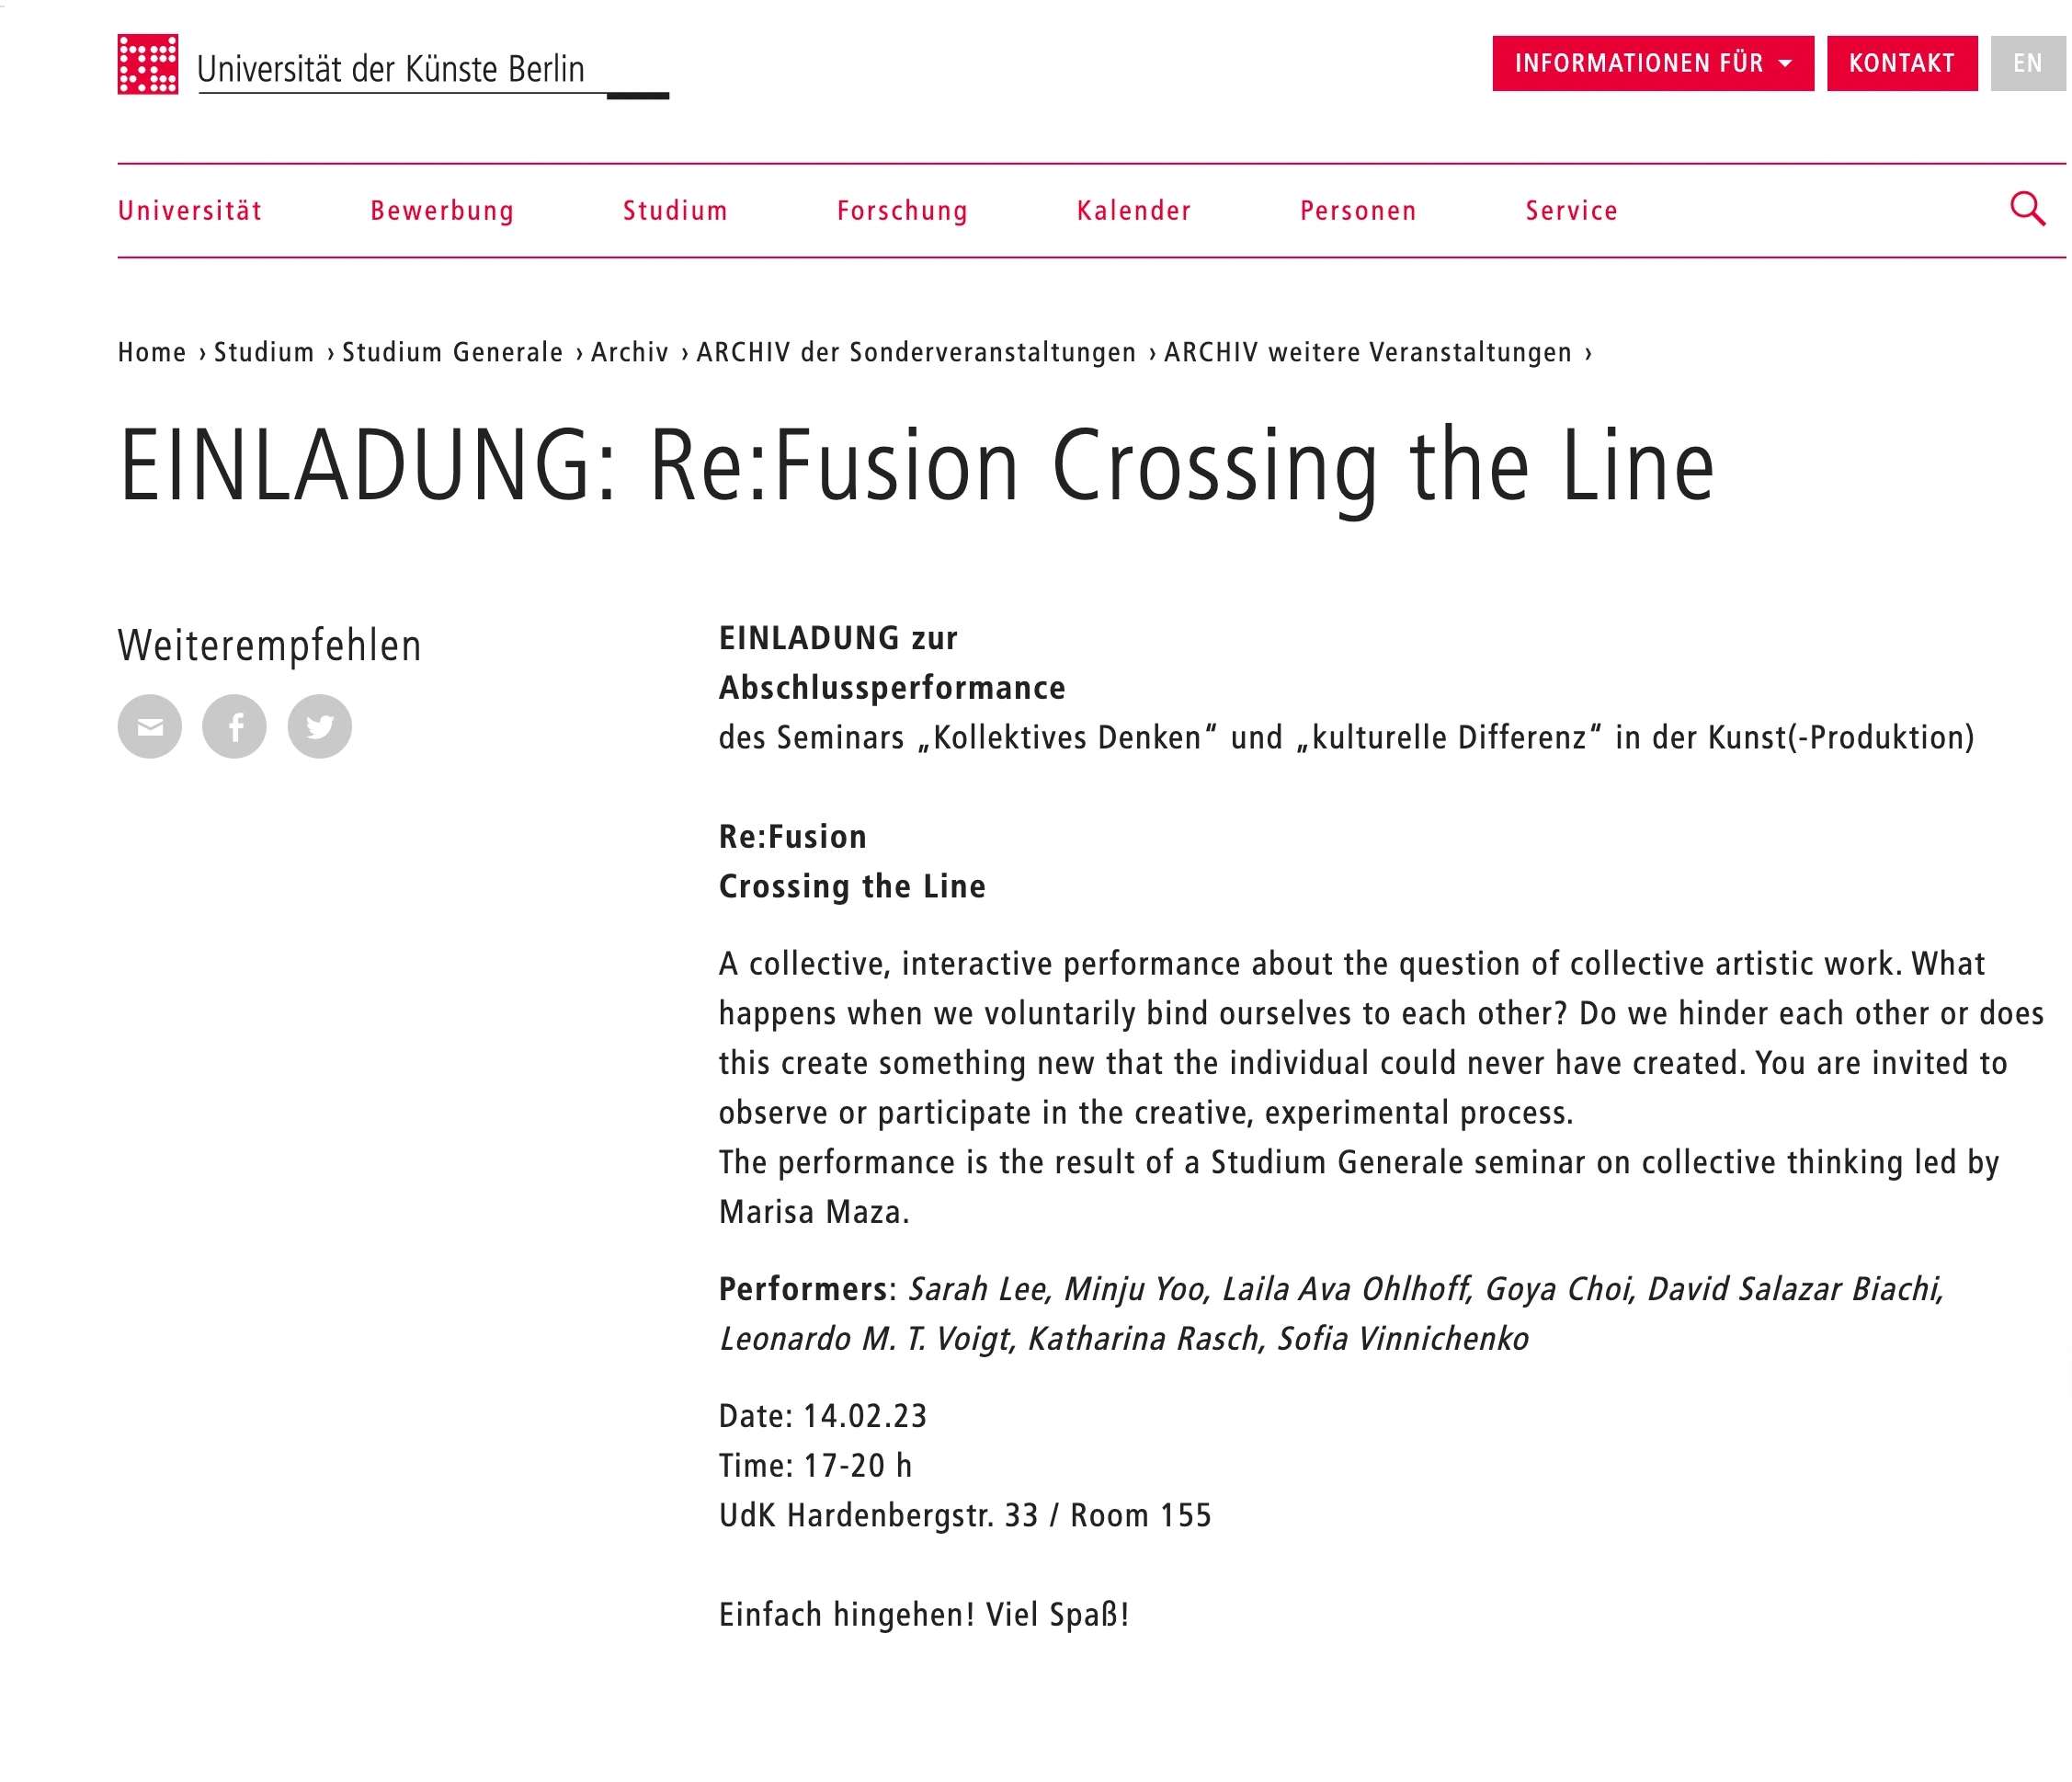 Universität der Künste Berlin
INFORMATIONEN FÜR
KONTAKT
EN
Universität
Bewerbung
Studium
Forschung
Kalender
Personen
Service
Home › Studium › Studium Generale › Archiv › ARCHIV der Sonderveranstaltungen › ARCHIV weitere Veranstaltungen ›
EINLADUNG: Re:Fusion Crossing the Line
Weiterempfehlen
EINLADUNG zur
Abschlussperformance
des Seminars „Kollektives Denken“ und „kulturelle Differenz“ in der Kunst(-Produktion)
Re:Fusion
Crossing the Line
A collective, interactive performance about the question of collective artistic work. What
happens when we voluntarily bind ourselves to each other? Do we hinder each other or does
this create something new that the individual could never have created. You are invited to
observe or participate in the creative, experimental process.
The performance is the result of a Studium Generale seminar on collective thinking led by
Marisa Maza.
Performers: Sarah Lee, Minju Yoo, Laila Ava Ohlhoff, Goya Choi, David Salazar Biachi,
Leonardo M. T. Voigt, Katharina Rasch, Sofia Vinnichenko
Date: 14.02.23
Time: 17-20 h
UdK Hardenbergstr. 33 / Room 155
Einfach hingehen! Viel Spaß!